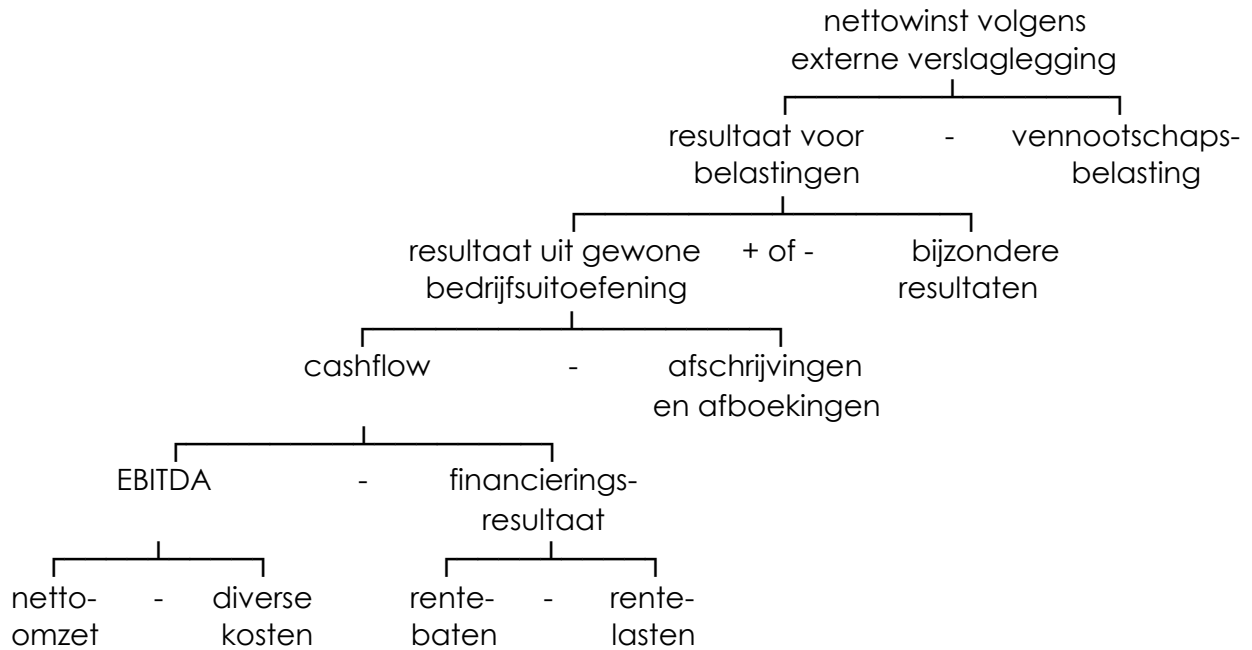 nettowinst volgens
externe verslaglegging
resultaat voor - vennootschaps-
belastingen belasting
resultaat uit gewone + of - bijzondere
bedrijfsuitoefening resultaten
cashflow - afschrijvingen
en afboekingen
EBITDA - financierings-
resultaat
netto- - diverse rente- - rente-
omzet kosten baten lasten